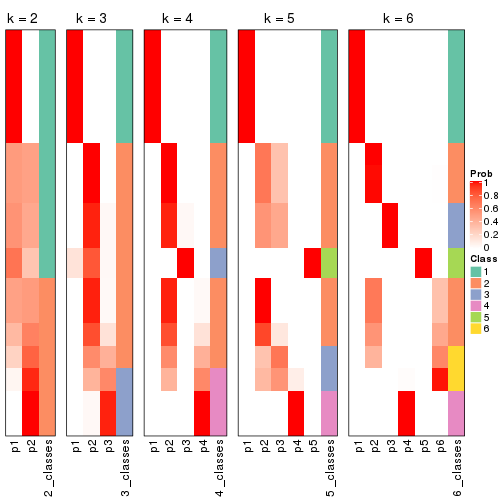 k = 2
k = 3
k = 4
k = 5
k = 6
p1
p2
2_classes
p1
p2
p3
3_classes
p1
p2
p3
p4
4_classes
p1
p2
p3
p4
p5
5_classes
p1
p2
p3
p4
p5
p6
6_classes
Prob
1
0.8
0.6
0.4
0.2
0
Class
1
2
3
4
5
6